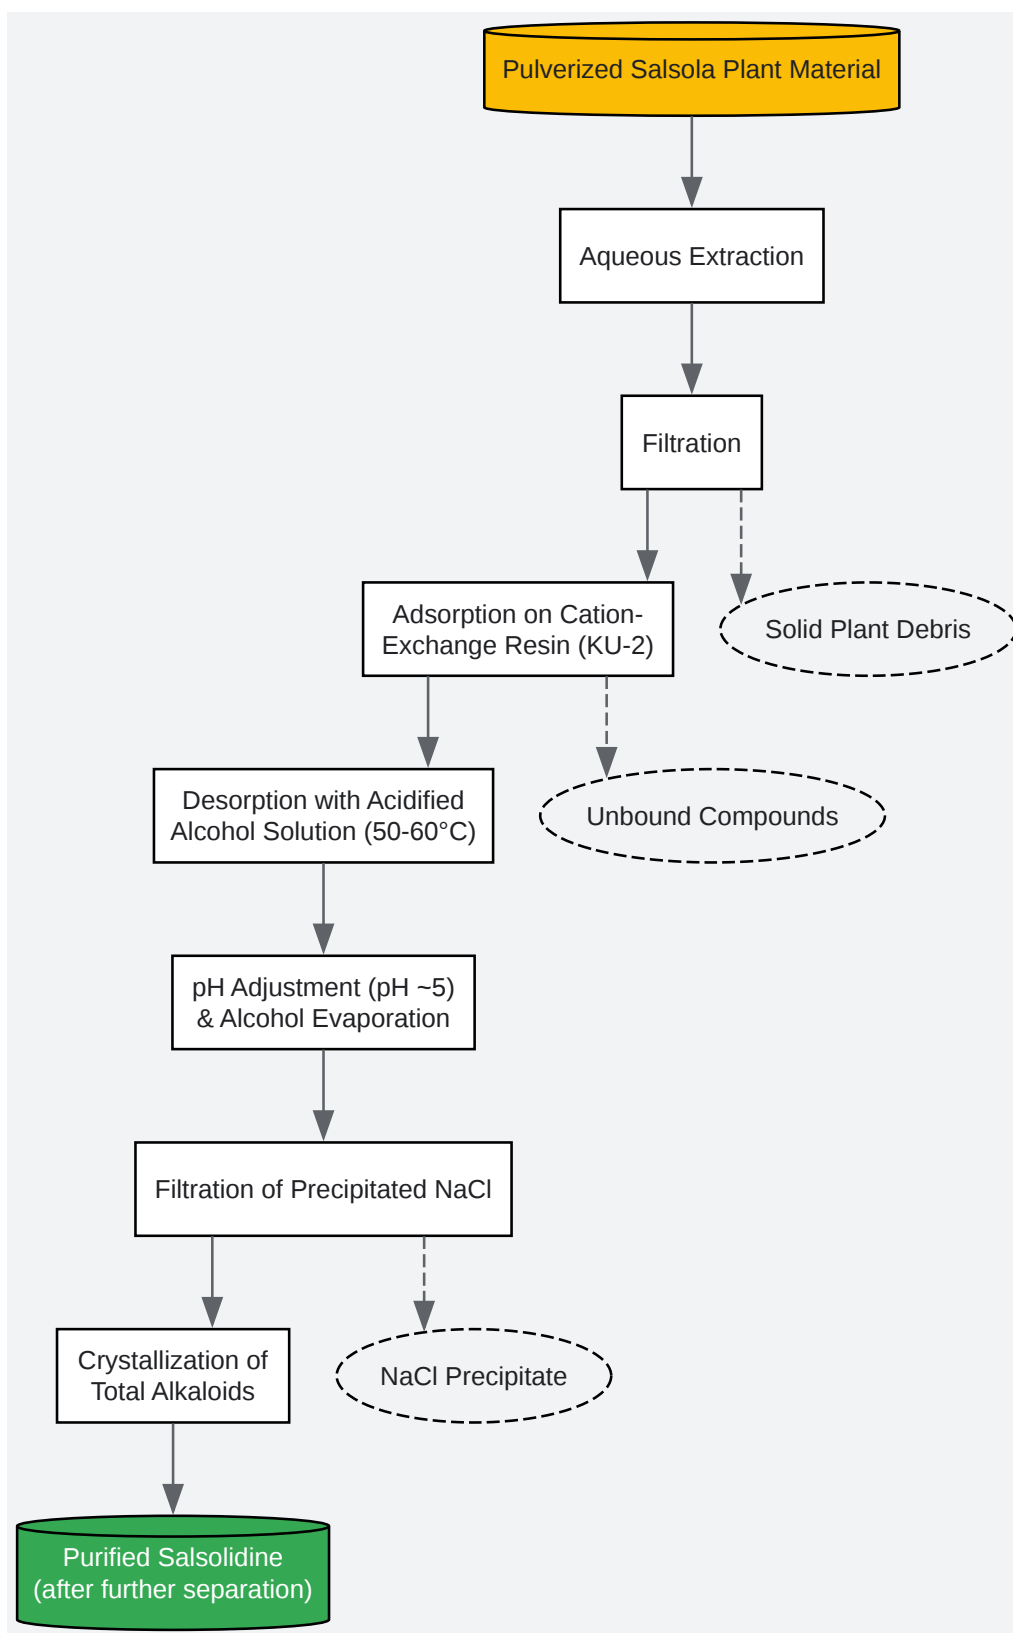 Pulverized Salsola Plant Material
Aqueous Extraction
Filtration
Adsorption on Cation-
Exchange Resin (KU-2)
Solid Plant Debris
Desorption with Acidified
Alcohol Solution (50-60°C)
Unbound Compounds
pH Adjustment (pH ~5)
& Alcohol Evaporation
Filtration of Precipitated NaCl
Crystallization of
Total Alkaloids
NaCl Precipitate
Purified Salsolidine
(after further separation)